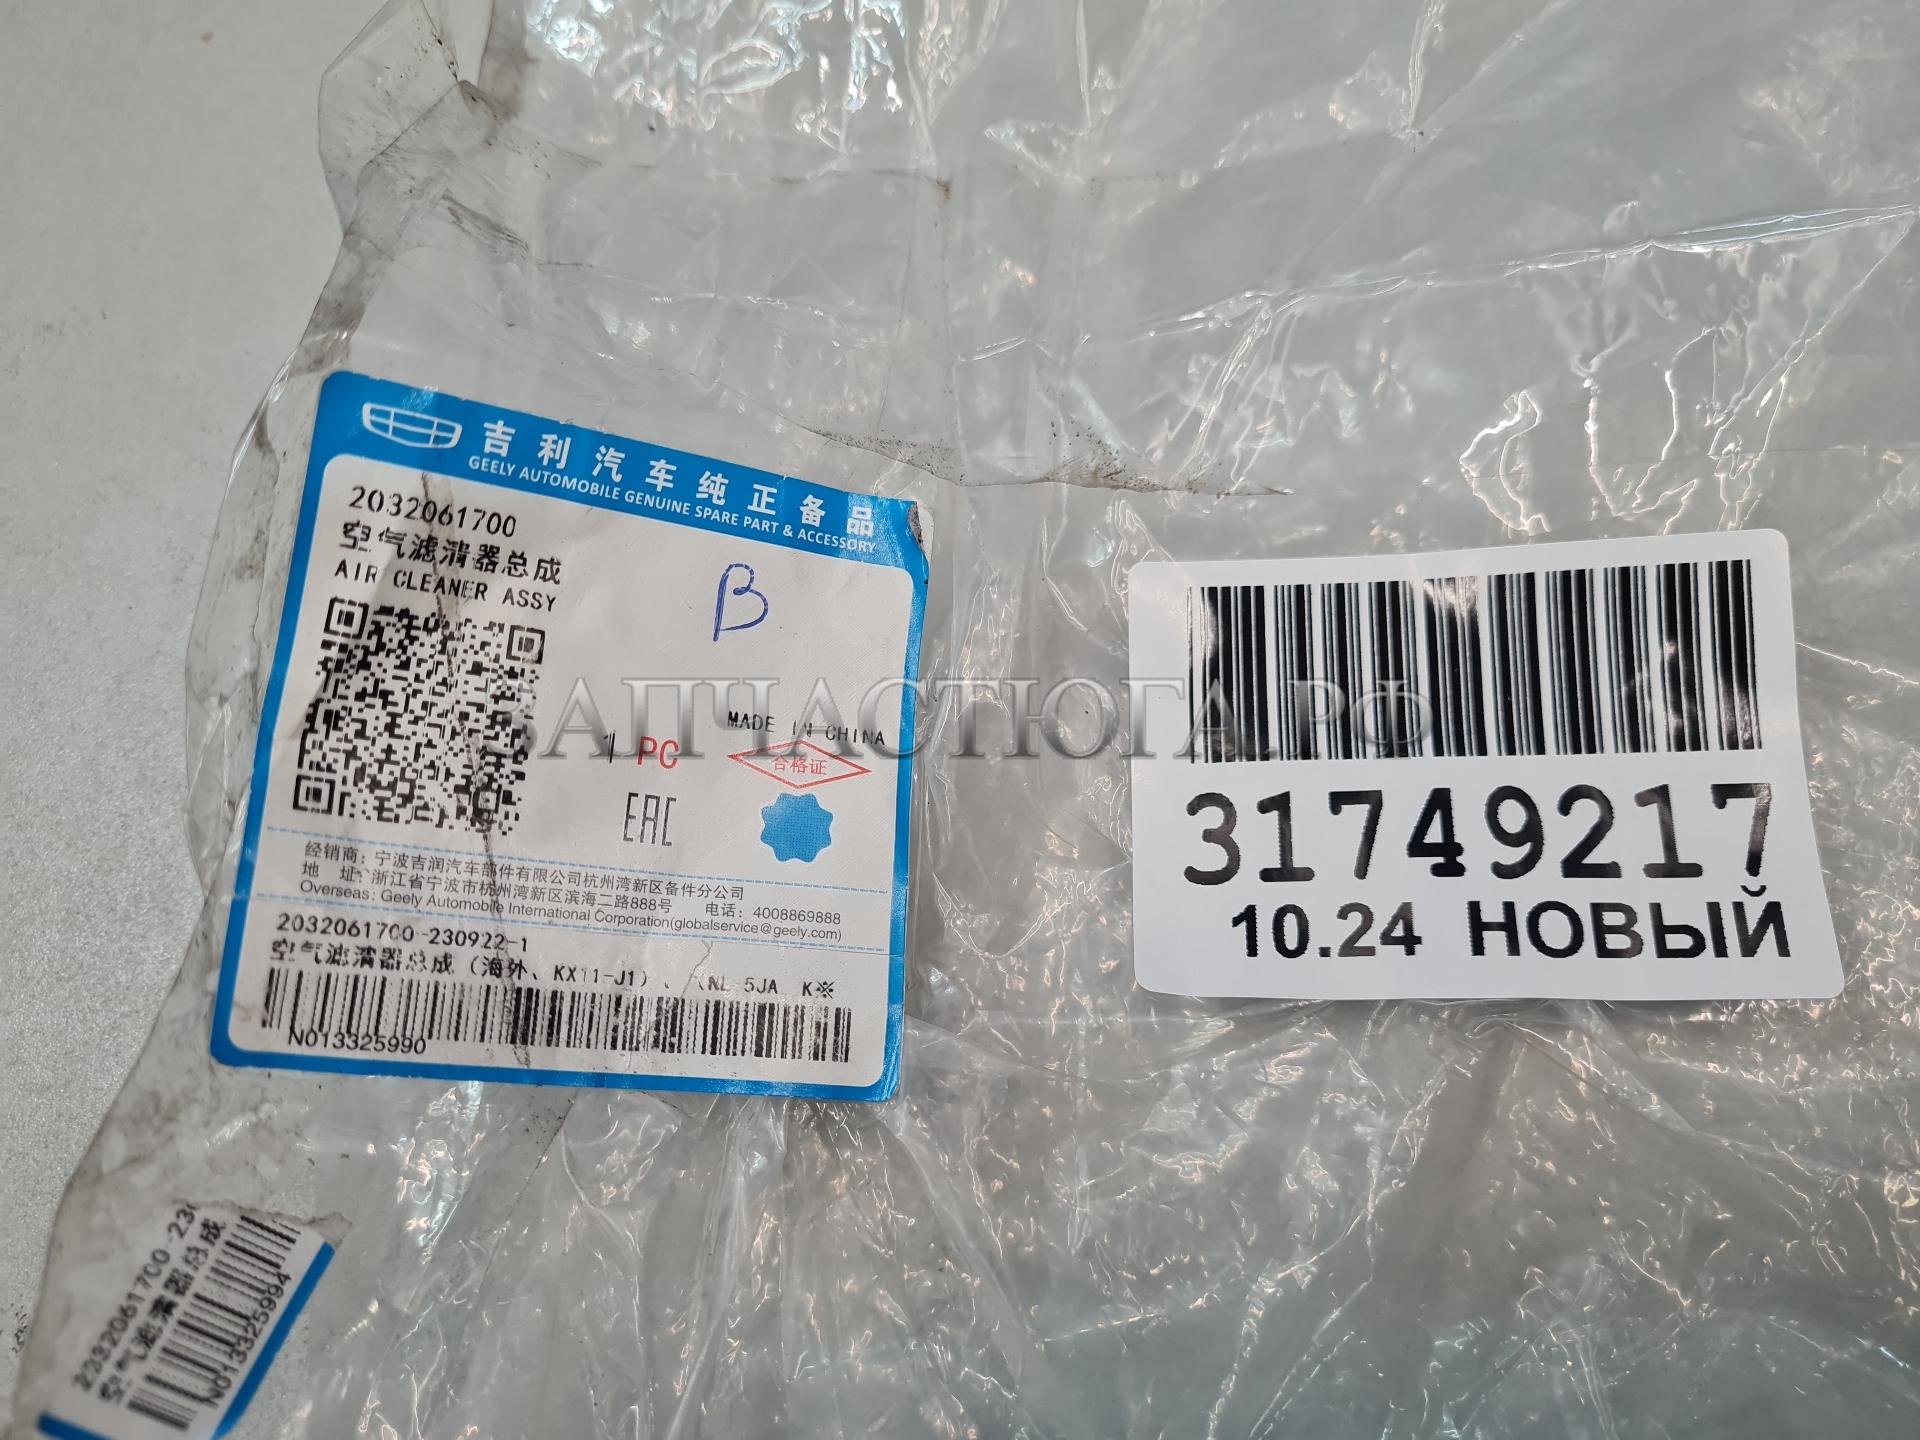 吉利汽车纯正备品
GEELY AUTOMOBILE GENUINE SPARE PART & ACCESSORY
2032061700
空气滤清器总成
AIR CLEANER ASSY
B
1 PC
MADE IN CHINA
合格证
EAC
经销商：宁波吉润汽车部件有限公司杭州湾新区备件分公司
地 址：浙江省宁波市杭州湾新区滨海二路888号 电话：4008869888
Overseas: Geely Automobile International Corporation(globalservice@geely.com)
2032061700-230922-1
空气滤清器总成（海外、KX11-J1）、 (NL 5JA K※
N013325990
ЗАПЧАСТЮГА.РФ
31749217
10.24 НОВЫЙ
2032061700-23
空气滤清器总成
N013325994